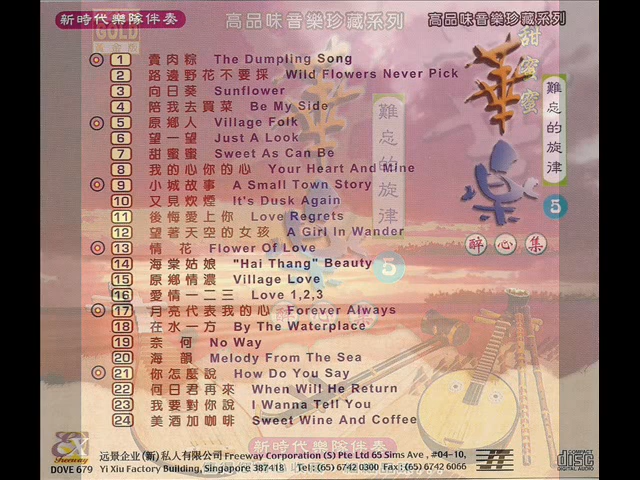 新時代樂隊伴奏
高品味音樂珍藏系列
高品味音樂珍藏系列
GOLD
1 賣肉粽 The Dumpling Song
2 路邊野花不要採 Wild Flowers Never Pick
3 向日葵 Sunflower
4 陪我去買菜 Be My Side
5 原鄉人 Village Folk
6 望一望 Just A Look
7 甜蜜蜜 Sweet As Can Be
8 我的心你的心 Your Heart And Mine
9 小城故事 A Small Town Story
10 又見炊煙 It's Dusk Again
11 後悔愛上你 Love Regrets
12 望著天空的女孩 A Girl In Wander
13 情花 Flower Of Love
14 海棠姑娘 "Hai Thang" Beauty
15 原鄉情濃 Village Love
16 愛情一二三 Love 1,2,3
17 月亮代表我的心 Forever Always
18 在水一方 By The Waterplace
19 奈何 No Way
20 海韻 Melody From The Sea
21 你怎麼說 How Do You Say
22 何日君再來 When Will He Return
23 我要對你說 I Wanna Tell You
24 美酒加咖啡 Sweet Wine And Coffee
甜蜜蜜
華樂
難忘的旋律
5
醉心集
難忘的旋律
5
新時代樂隊伴奏
Freeway
DOVE 679
远景企业(新)私人有限公司 Freeway Corporation (S) Pte Ltd 65 Sims Ave , #04-10,
Yi Xiu Factory Building, Singapore 387418 Tel : (65) 6742 0300 Fax : (65) 6742 6066
COMPACT
disc
DIGITAL AUDIO